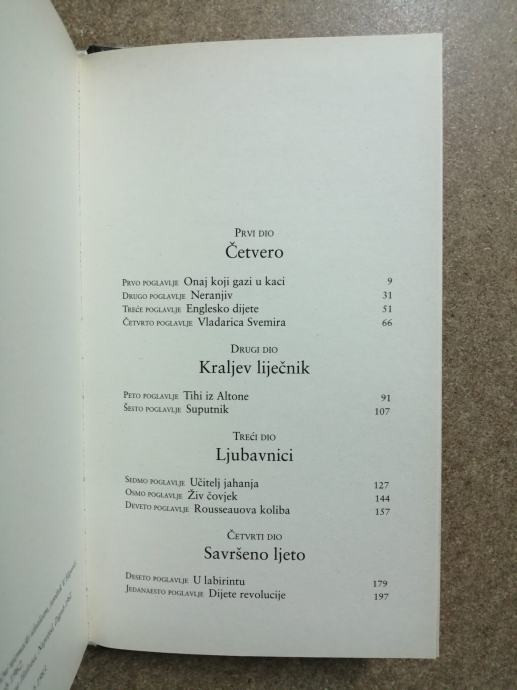 PRVI DIO
Četvero
PRVO POGLAVLJE Onaj koji gazi u kaci 9
DRUGO POGLAVLJE Neranjiv 31
TREĆE POGLAVLJE Englesko dijete 51
ČETVRTO POGLAVLJE Vladarica Svemira 66
DRUGI DIO
Kraljev liječnik
PETO POGLAVLJE Tihi iz Altone 91
ŠESTO POGLAVLJE Suputnik 107
TREĆI DIO
Ljubavnici
SEDMO POGLAVLJE Učitelj jahanja 127
OSMO POGLAVLJE Živ čovjek 144
DEVETO POGLAVLJE Rousseauova koliba 157
ČETVRTI DIO
Savršeno ljeto
DESETO POGLAVLJE U labirintu 179
JEDANAESTO POGLAVLJE Dijete revolucije 197